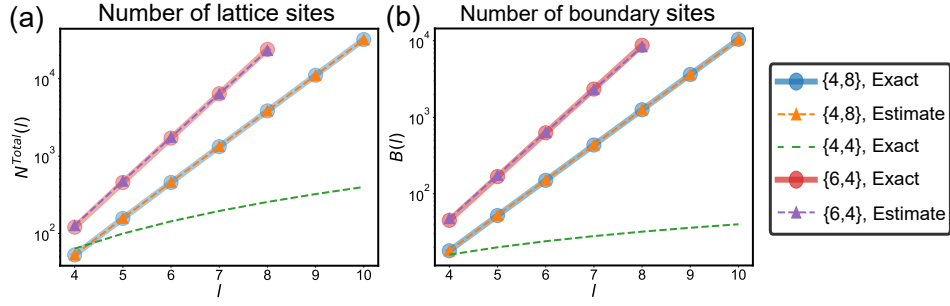 (a)
Number of lattice sites
N^Total(l)
10^4
10^3
10^2
4 5 6 7 8 9 10
l
(b)
Number of boundary sites
B(l)
10^4
10^3
10^2
4 5 6 7 8 9 10
l
{4,8}, Exact
{4,8}, Estimate
{4,4}, Exact
{6,4}, Exact
{6,4}, Estimate